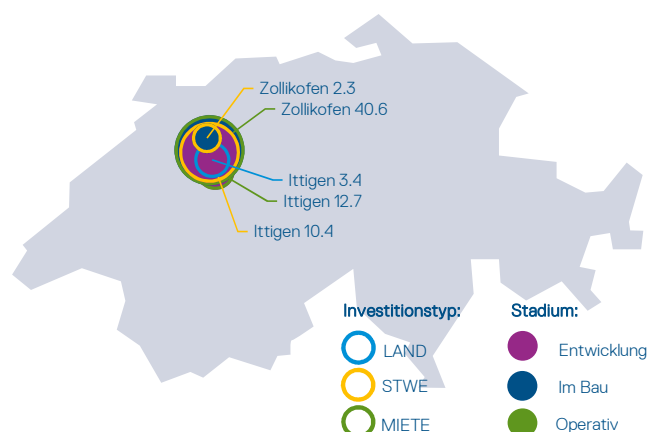 Zollikofen 2.3
Zollikofen 40.6
Ittigen 3.4
Ittigen 12.7
Ittigen 10.4
Investitionstyp:
LAND
STWE
MIETE
Stadium:
Entwicklung
Im Bau
Operativ